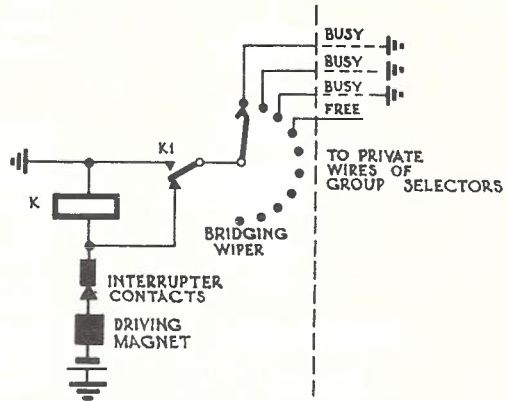 BUSY
BUSY
BUSY
FREE
K1
K
TO PRIVATE
WIRES OF
GROUP SELECTORS
BRIDGING
WIPER
INTERRUPTER
CONTACTS
DRIVING
MAGNET